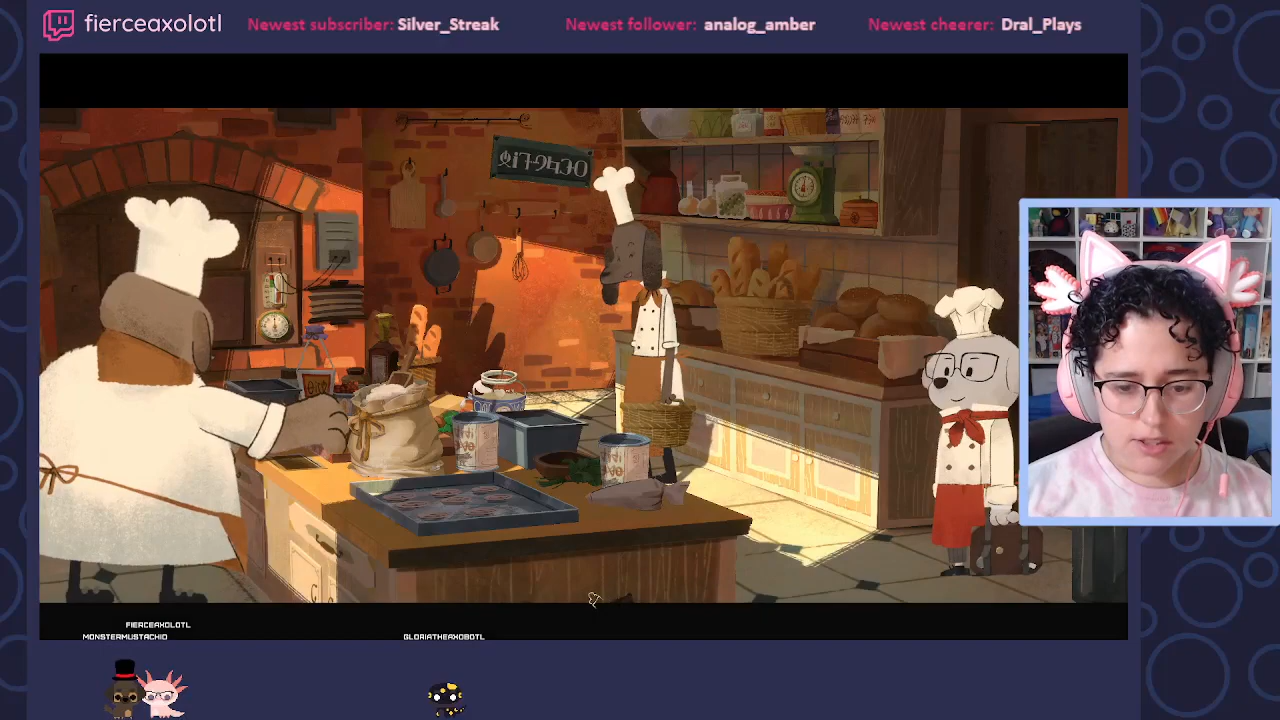 fierceaxolotl
Newest subscriber: Silver_Streak
Newest follower: analog_amber
Newest cheerer: Dral_Plays
FIERCEAXOLOTL
MONSTERMUSTACHIO
GLORIATHEAXOBOTL